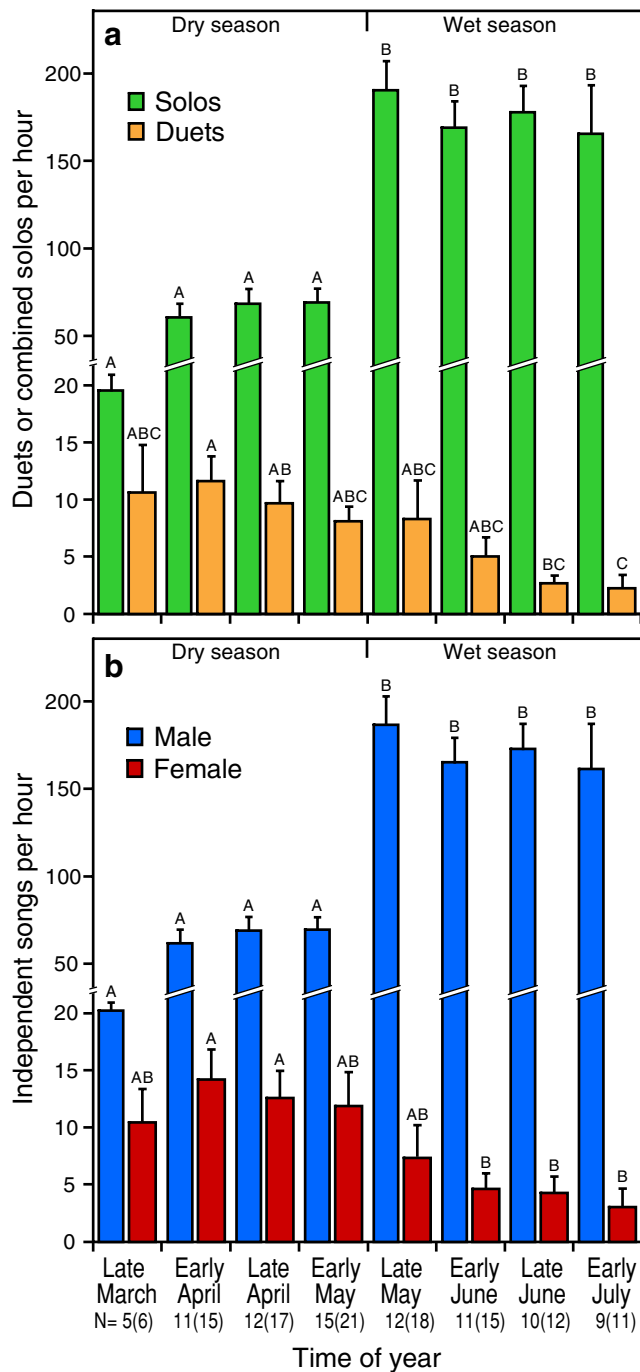 a
Dry season
Wet season
Solos
Duets
Duets or combined solos per hour
200
150
100
50
20
15
10
5
0
A
ABC
A
A
A
AB
A
ABC
B
ABC
B
ABC
B
BC
B
C
b
Dry season
Wet season
Male
Female
Independent songs per hour
200
150
100
50
20
15
10
5
0
A
AB
A
A
A
A
A
AB
B
AB
B
B
B
B
B
B
Late Early Late Early Late Early Late Early
March April April May May June June July
N= 5(6) 11(15) 12(17) 15(21) 12(18) 11(15) 10(12) 9(11)
Time of year